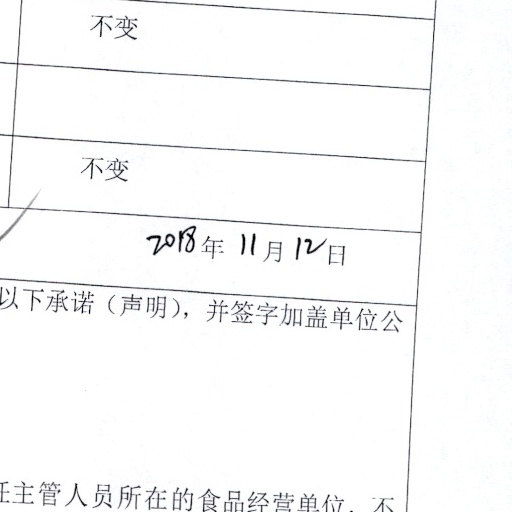 不变
不变
2018年 11月12日
以下承诺（声明），并签字加盖单位公
主管人员所在的食品经营单位，不